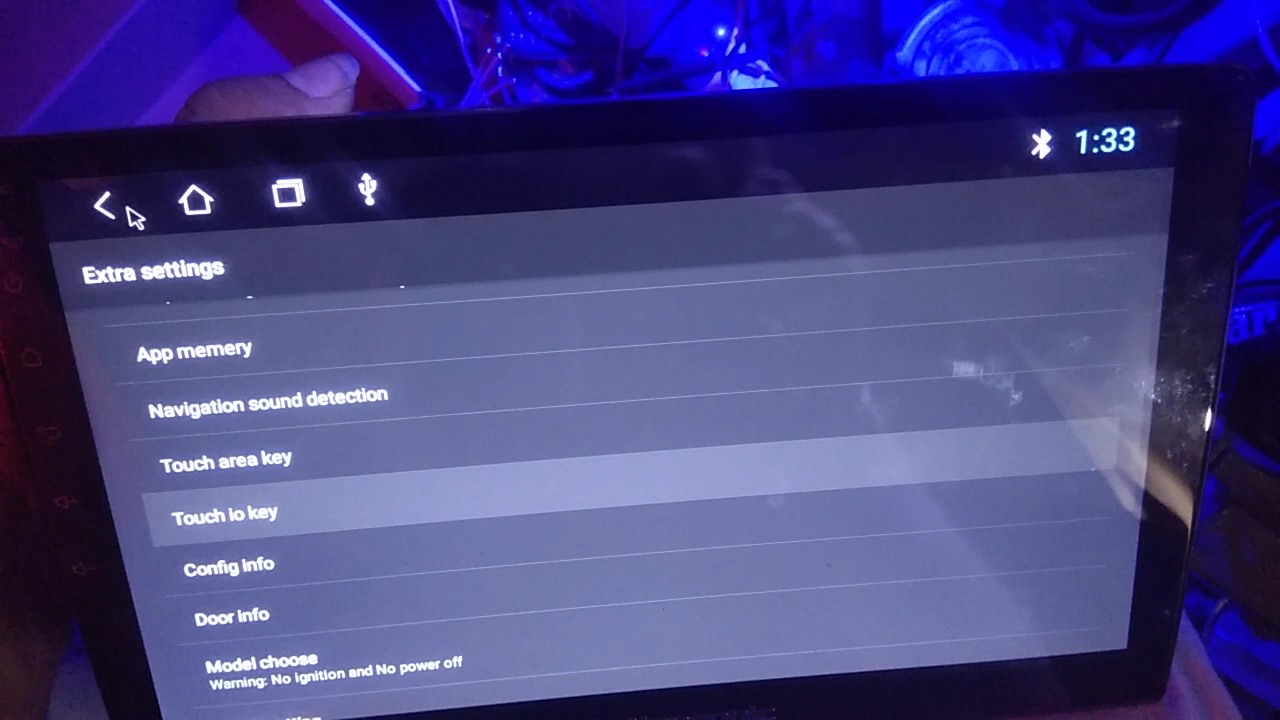 1:33
Extra settings
App memory
Navigation sound detection
Touch area key
Touch io key
Config info
Door info
Model choose
Warning: No ignition and No power off